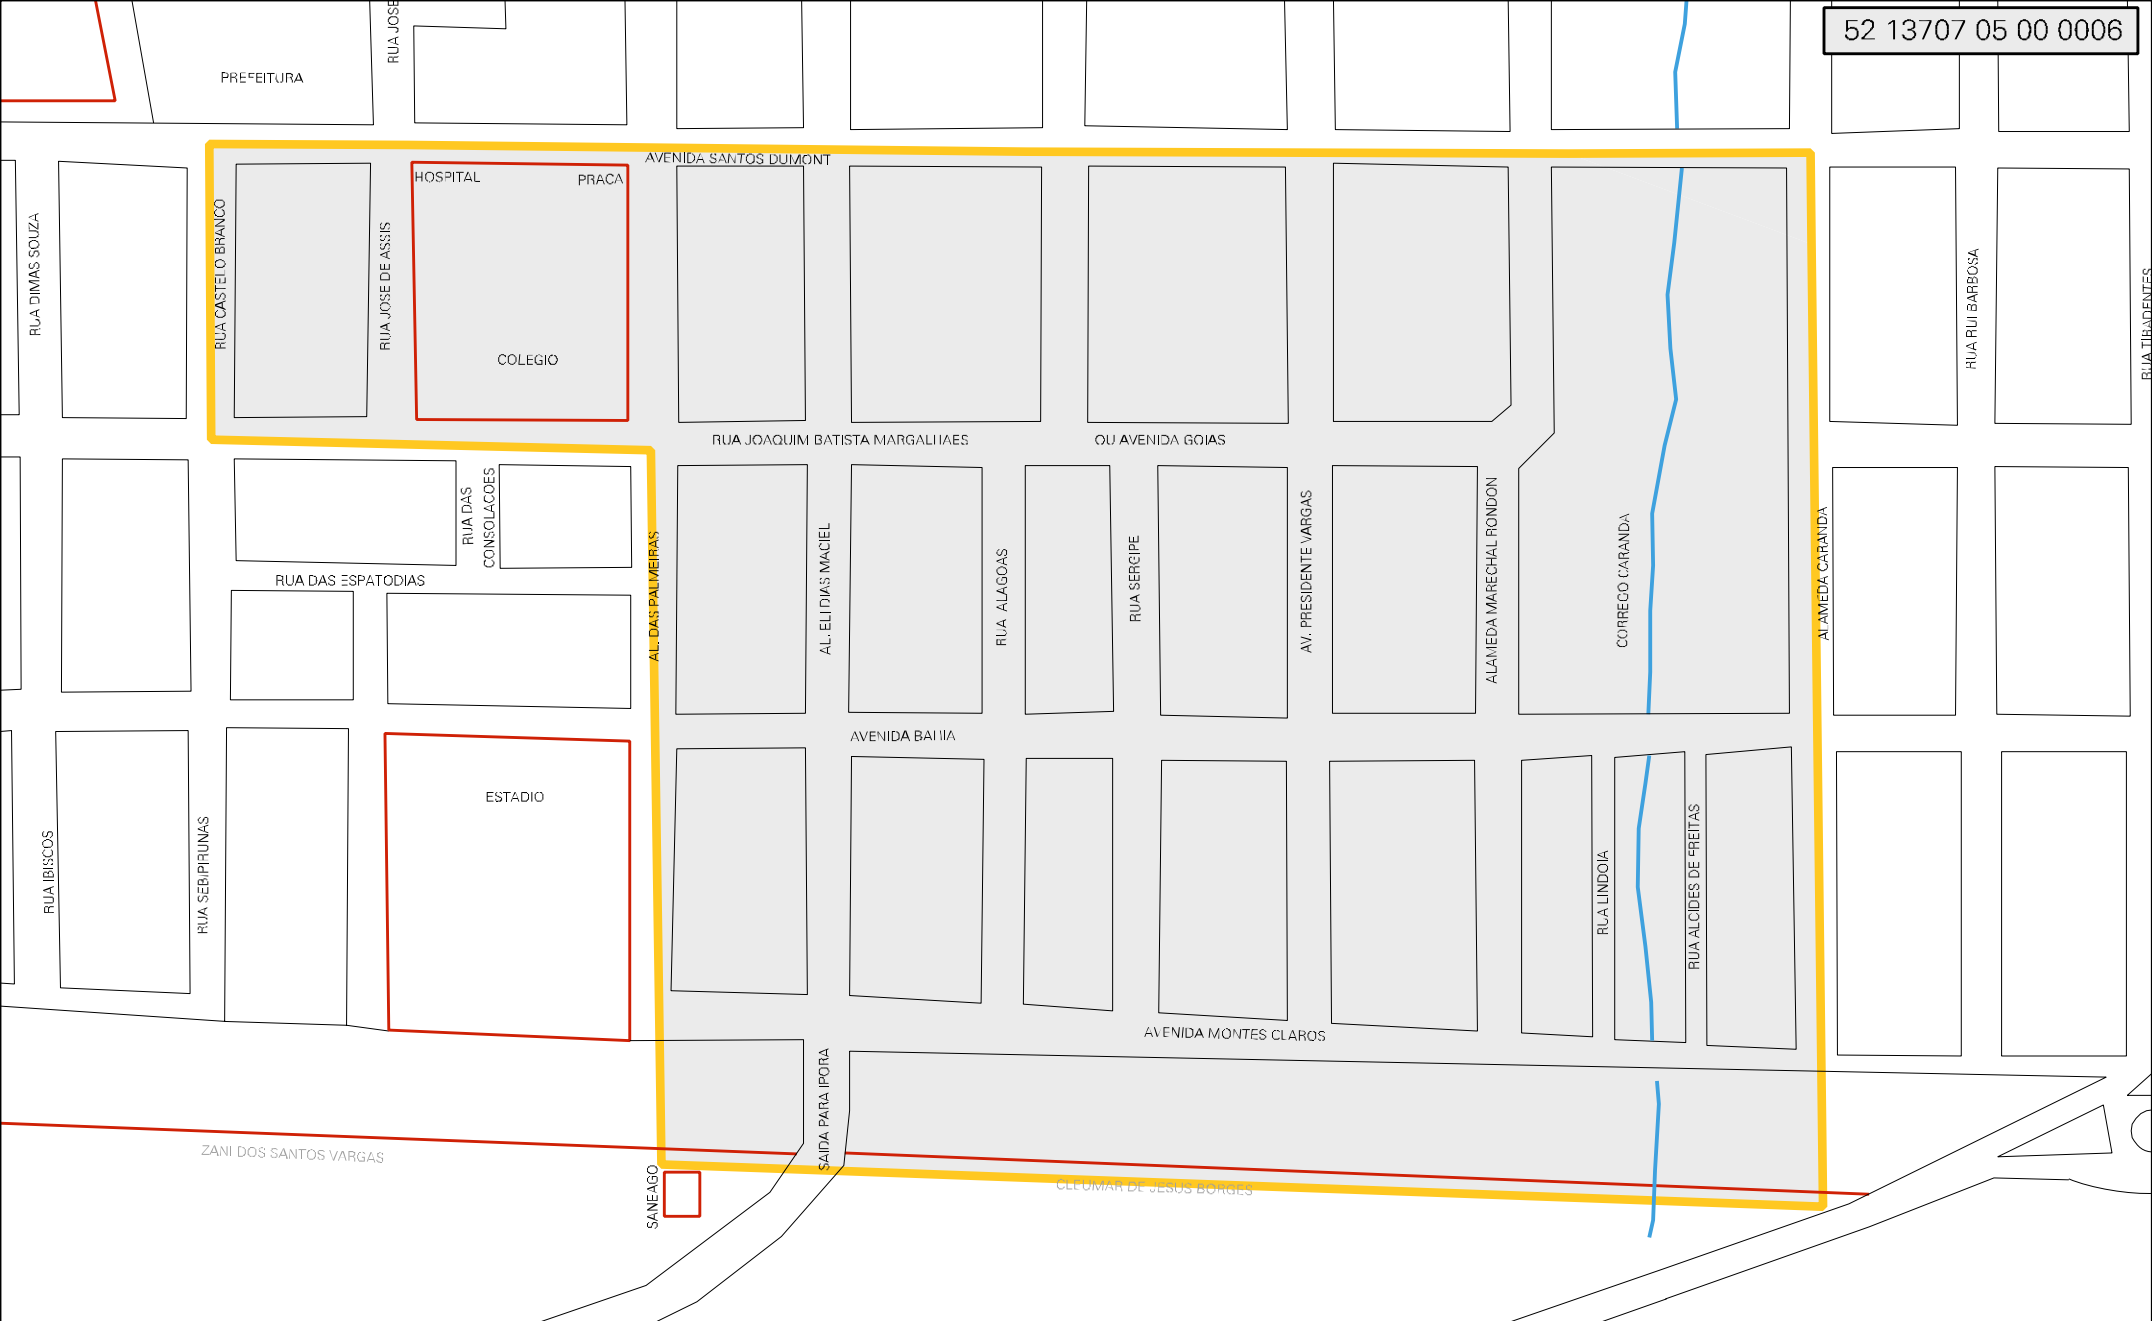 52 13707 05 00 0006
RUA JOSE
PREFEITURA
AVENIDA SANTOS DUMONT
HOSPITAL
PRACA
RUA DIMAS SOUZA
RUA CASTELO BRANCO
RUA JOSE DE ASSIS
COLEGIO
RUA RUI BARBOSA
RUA TIRADENTES
RUA JOAQUIM BATISTA MARGALHAES
OU AVENIDA GOIAS
RUA DAS
CONSOLACOES
RUA DAS ESPATODIAS
AL. DAS PALMEIRAS
AL. ELI DIAS MACIEL
RUA ALAGOAS
RUA SERGIPE
AV. PRESIDENTE VARGAS
ALAMEDA MARECHAL RONDON
CORREGO CARANDA
ALAMEDA CARANDA
AVENIDA BAHIA
ESTADIO
RUA IBISCOS
RUA SEBIPIRUNAS
RUA LINDOIA
RUA ALCIDES DE FREITAS
AVENIDA MONTES CLAROS
SAIDA PARA IPORA
ZANI DOS SANTOS VARGAS
SANEAGO
CLEUMAR DE JESUS BORGES